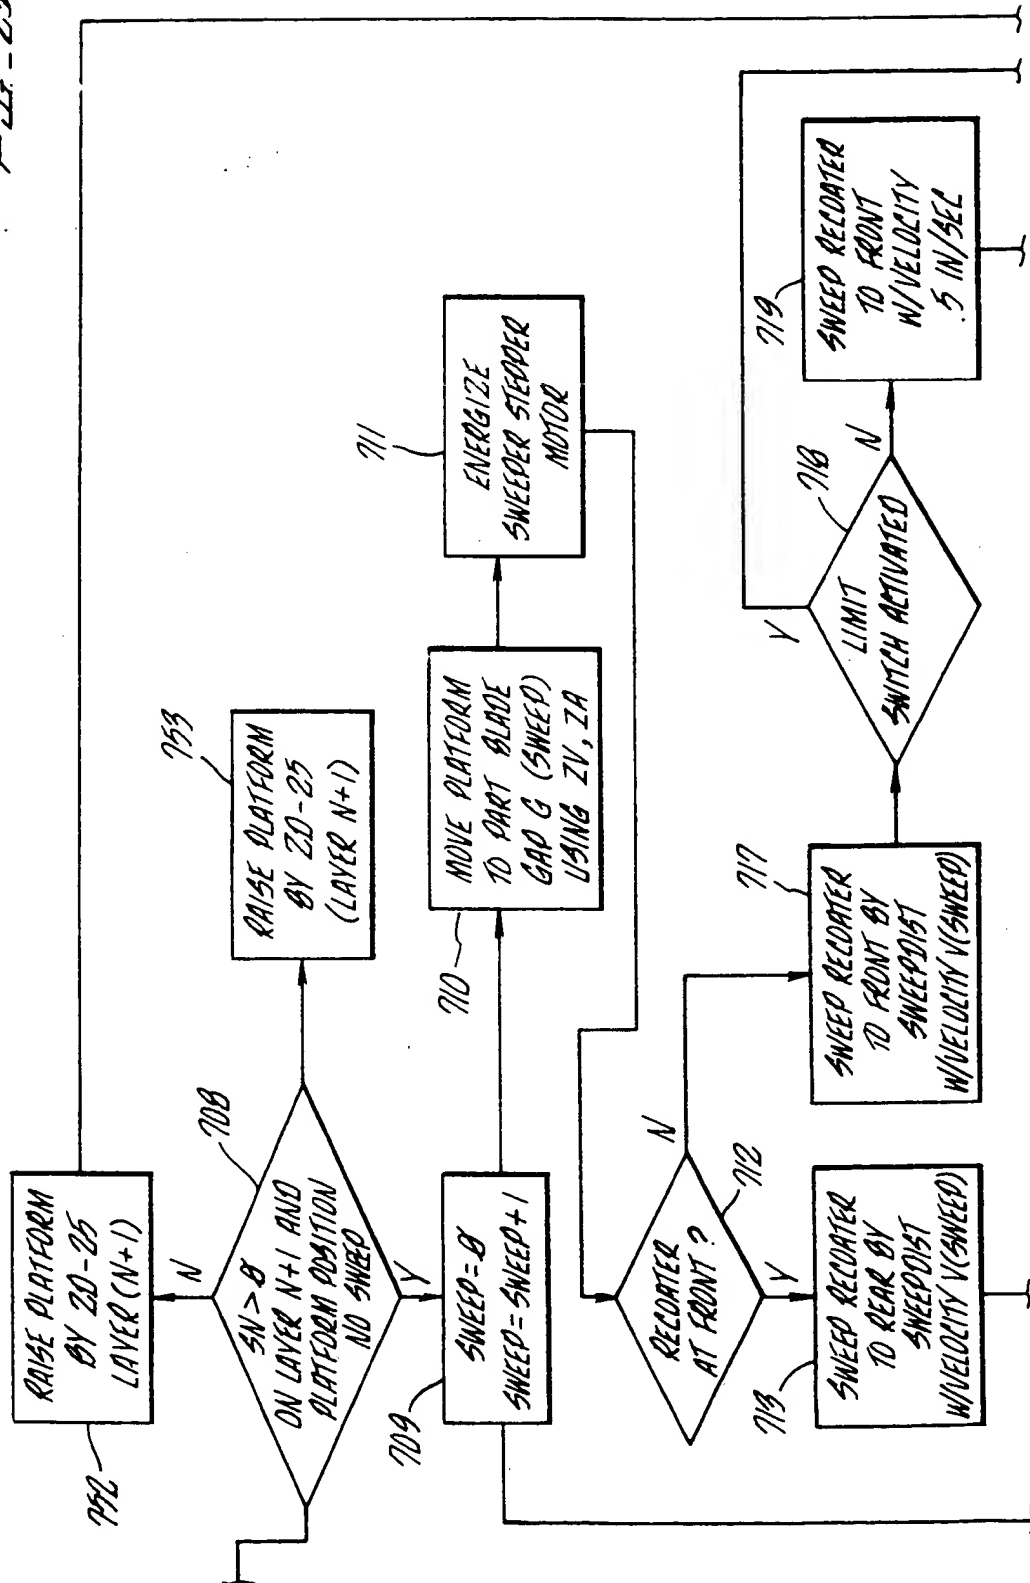 752
RAISE PLATFORM
BY ZD-25
LAYER (N+1)
N
708
SN > Ø
ON LAYER N+1 AND
PLATFORM POSITION
NO SWEEP
Y
753
RAISE PLATFORM
BY ZD-25
(LAYER N+1)
709
SWEEP=Ø
SWEEP=SWEEP+1
710
MOVE PLATFORM
TO PART BLADE
GAP G (SWEEP)
USING ZV, ZA
711
ENERGIZE
SWEEPER STEPPER
MOTOR
RECOATER
AT FRONT ?
712
N
Y
713
SWEEP RECOATER
TO REAR BY
SWEEPDIST
W/VELOCITY V(SWEEP)
717
SWEEP RECOATER
TO FRONT BY
SWEEPDIST
W/VELOCITY V(SWEEP)
LIMIT
SWITCH ACTIVATED
718
Y
N
719
SWEEP RECOATER
TO FRONT
W/VELOCITY
.5 IN/SEC